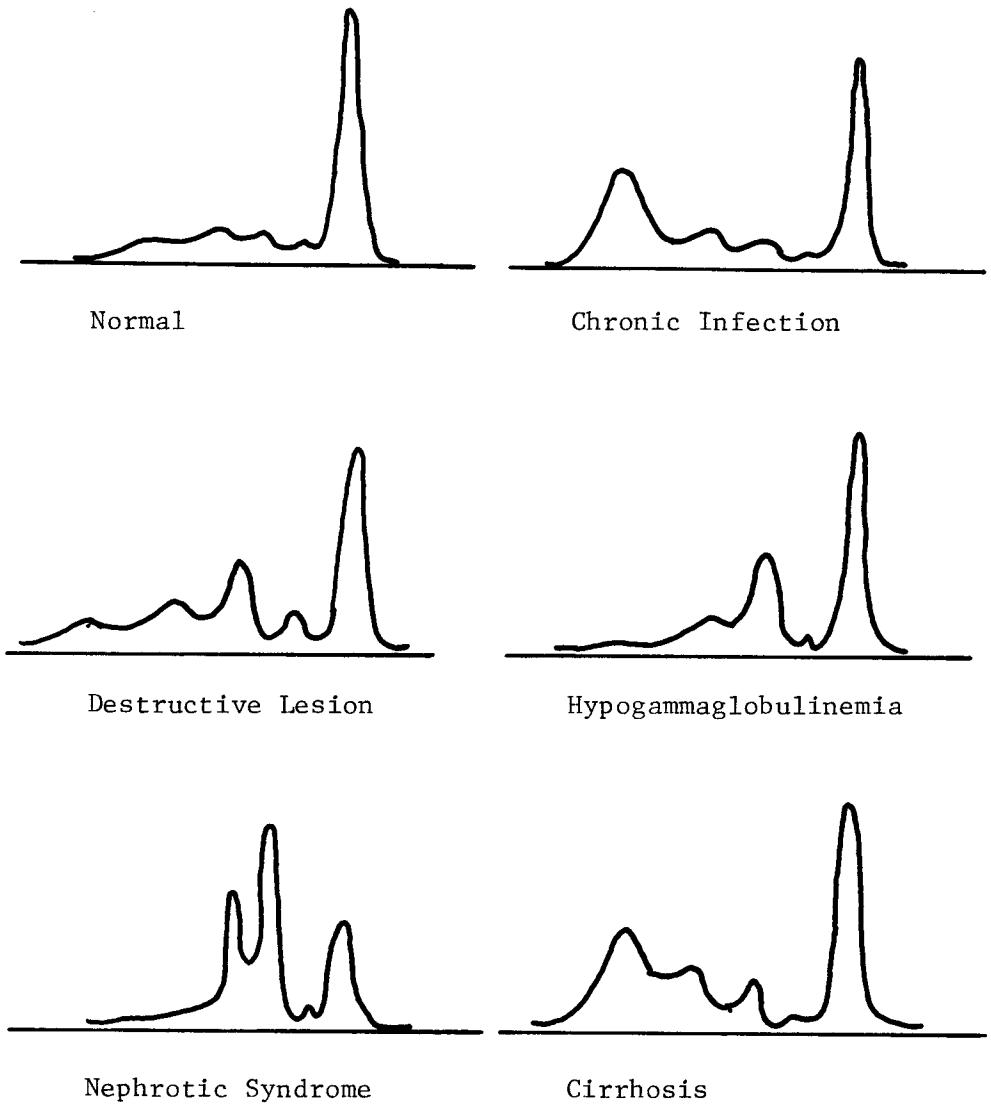 Normal
Chronic Infection
Destructive Lesion
Hypogammaglobulinemia
Nephrotic Syndrome
Cirrhosis